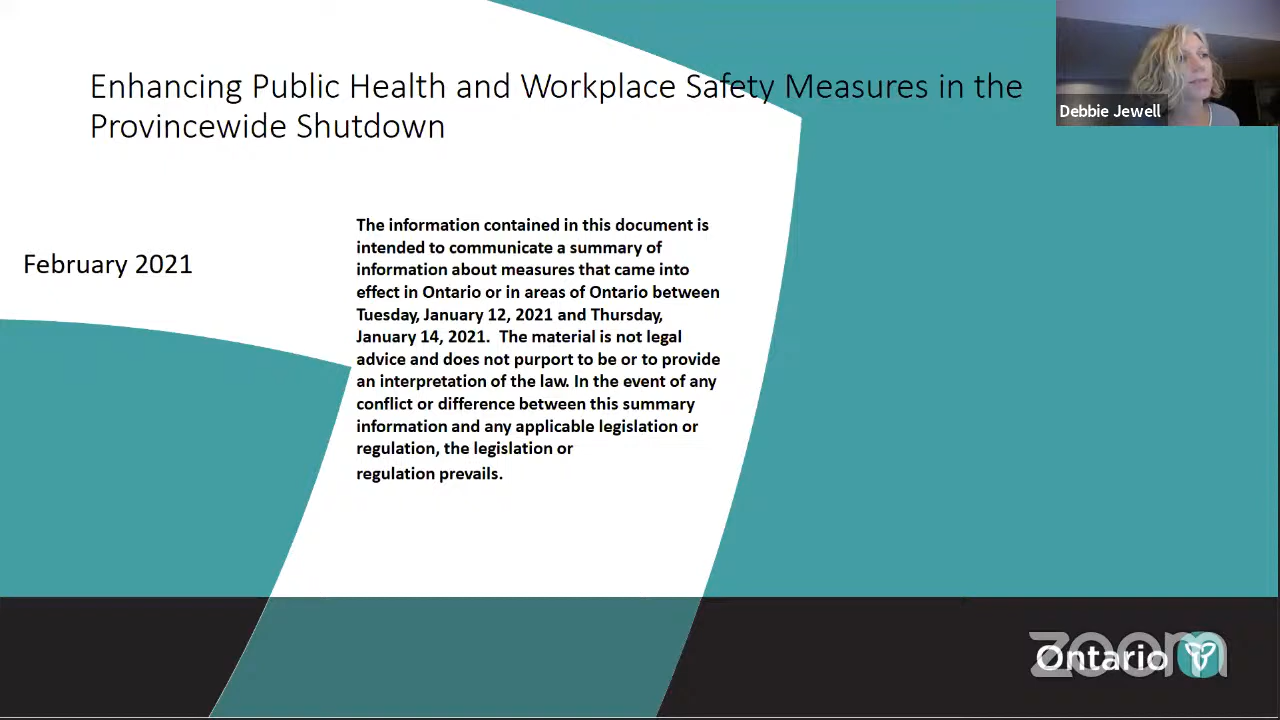 Enhancing Public Health and Workplace Safety Measures in the
Provincewide Shutdown
Debbie Jewell
February 2021
The information contained in this document is
intended to communicate a summary of
information about measures that came into
effect in Ontario or in areas of Ontario between
Tuesday, January 12, 2021 and Thursday,
January 14, 2021.  The material is not legal
advice and does not purport to be or to provide
an interpretation of the law. In the event of any
conflict or difference between this summary
information and any applicable legislation or
regulation, the legislation or
regulation prevails.
zoom
Ontario